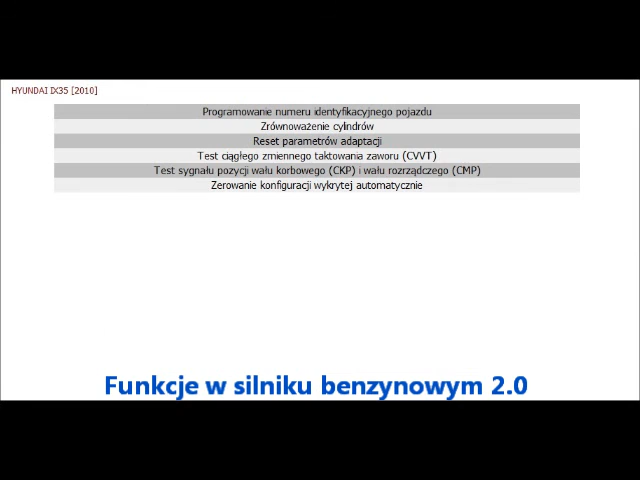 HYUNDAI IX35 [2010]
Programowanie numeru identyfikacyjnego pojazdu
Zrównoważenie cylindrów
Reset parametrów adaptacji
Test ciągłego zmiennego taktowania zaworu (CVVT)
Test sygnału pozycji wału korbowego (CKP) i wału rozrządczego (CMP)
Zerowanie konfiguracji wykrytej automatycznie
Funkcje w silniku benzynowym 2.0